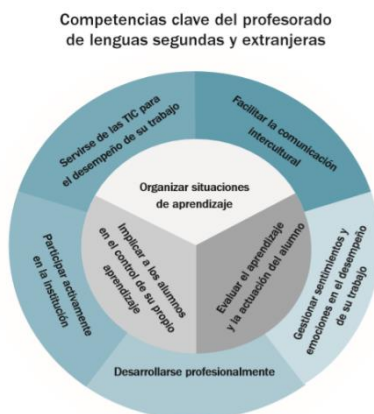 Competencias clave del profesorado
de lenguas segundas y extranjeras
Servirse de las TIC para
el desempeño de su trabajo
Facilitar la comunicación
intercultural
Organizar situaciones
de aprendizaje
Implicar a los alumnos
en el control de su propio
aprendizaje
Evaluar el aprendizaje
y la actuación del alumno
Participar activamente
en la institución
Gestionar sentimientos y
emociones en el desempeño
de su trabajo
Desarrollarse profesionalmente